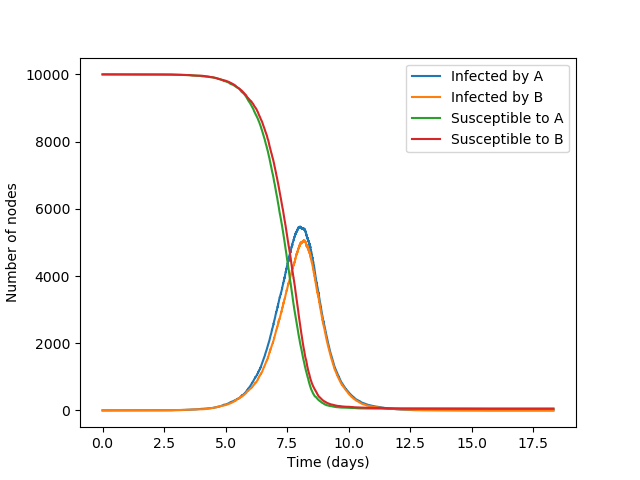 10000
8000
6000
4000
2000
0
Number of nodes
Infected by A
Infected by B
Susceptible to A
Susceptible to B
0.0 2.5 5.0 7.5 10.0 12.5 15.0 17.5
Time (days)